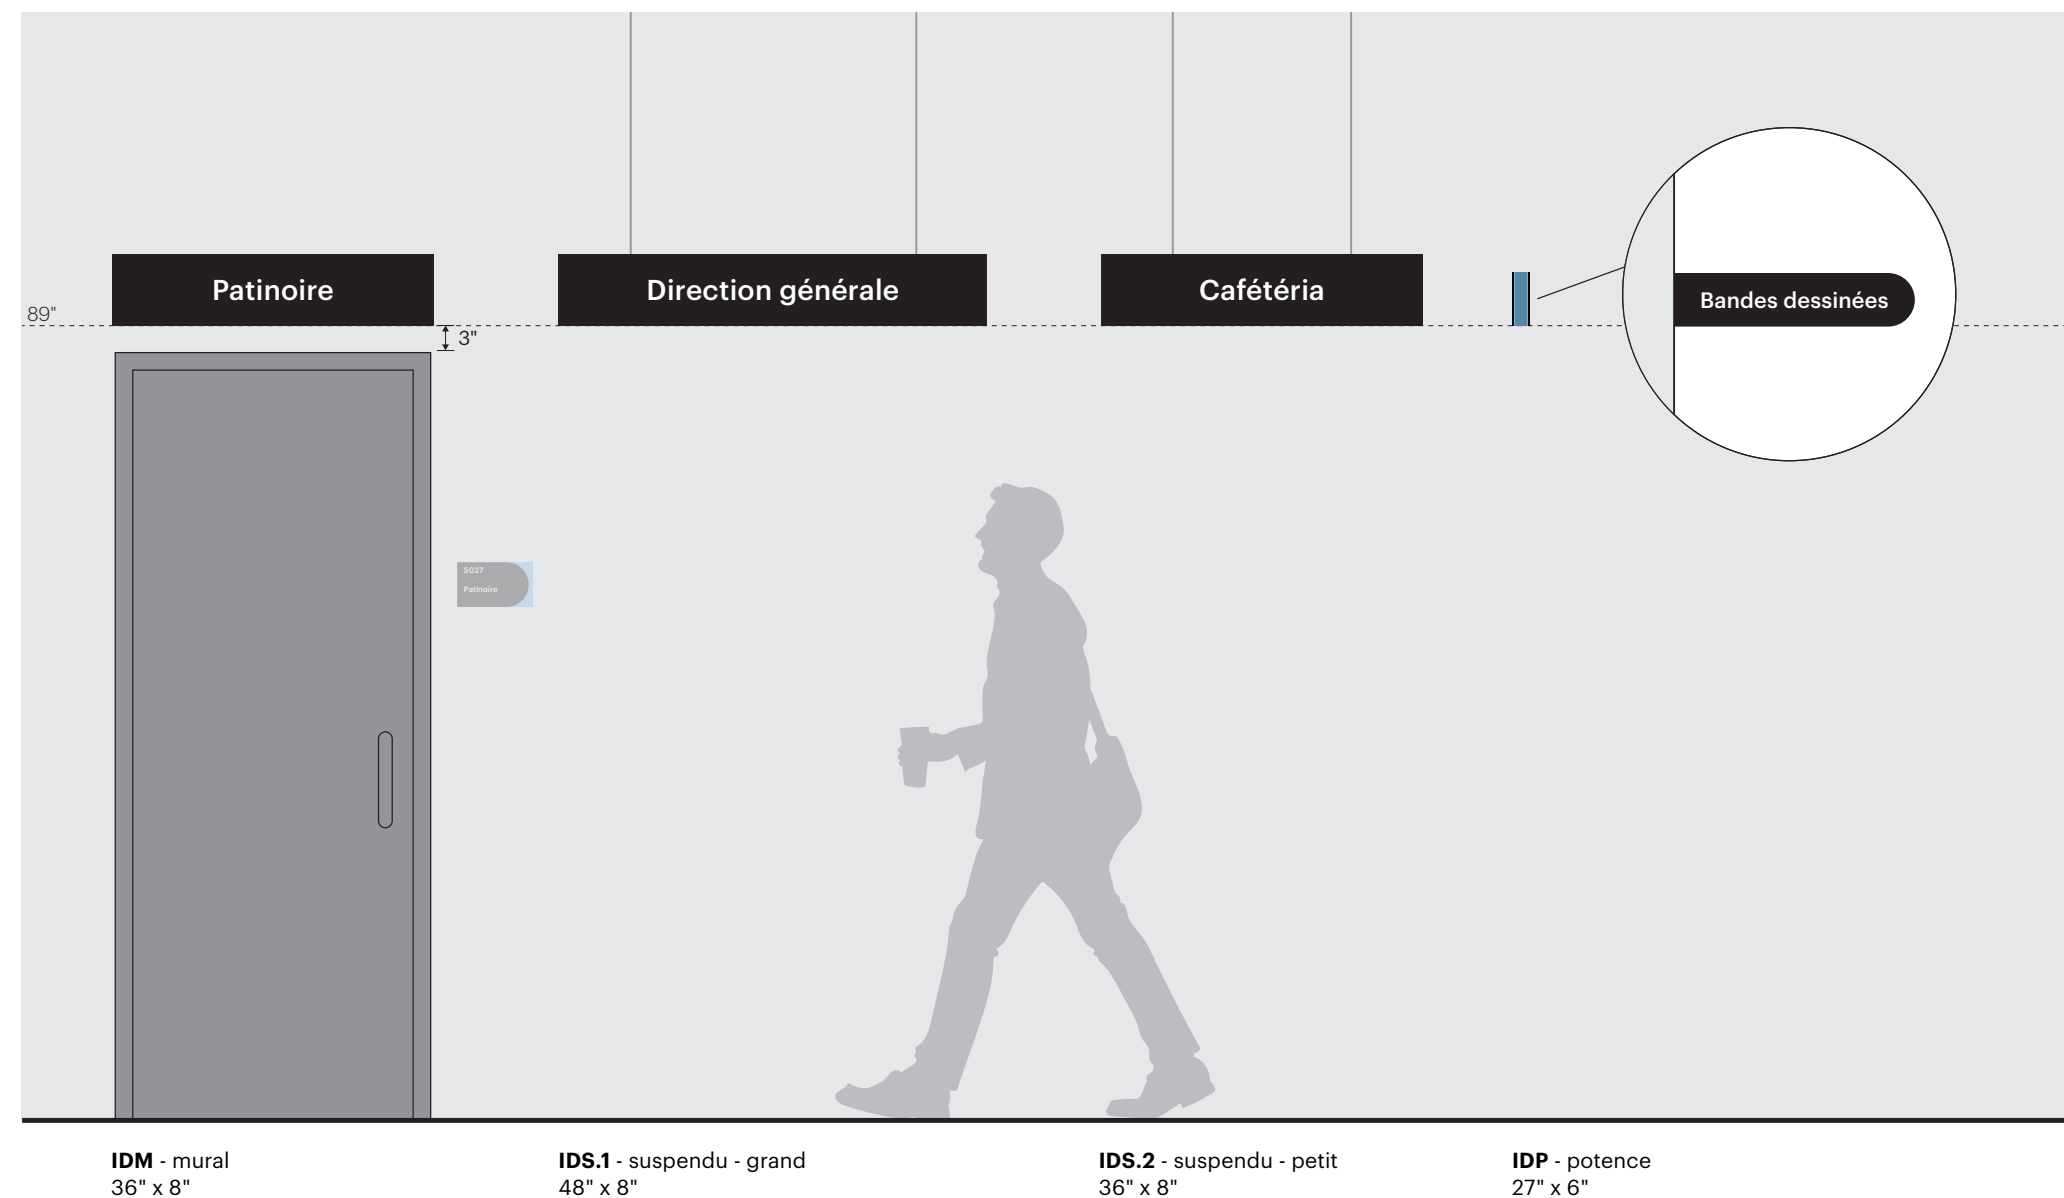 Patinoire
Direction générale
Cafétéria
Bandes dessinées
89"
3"
5027
Patinoire
IDM - mural
36" x 8"
IDS.1 - suspendu - grand
48" x 8"
IDS.2 - suspendu - petit
36" x 8"
IDP - potence
27" x 6"